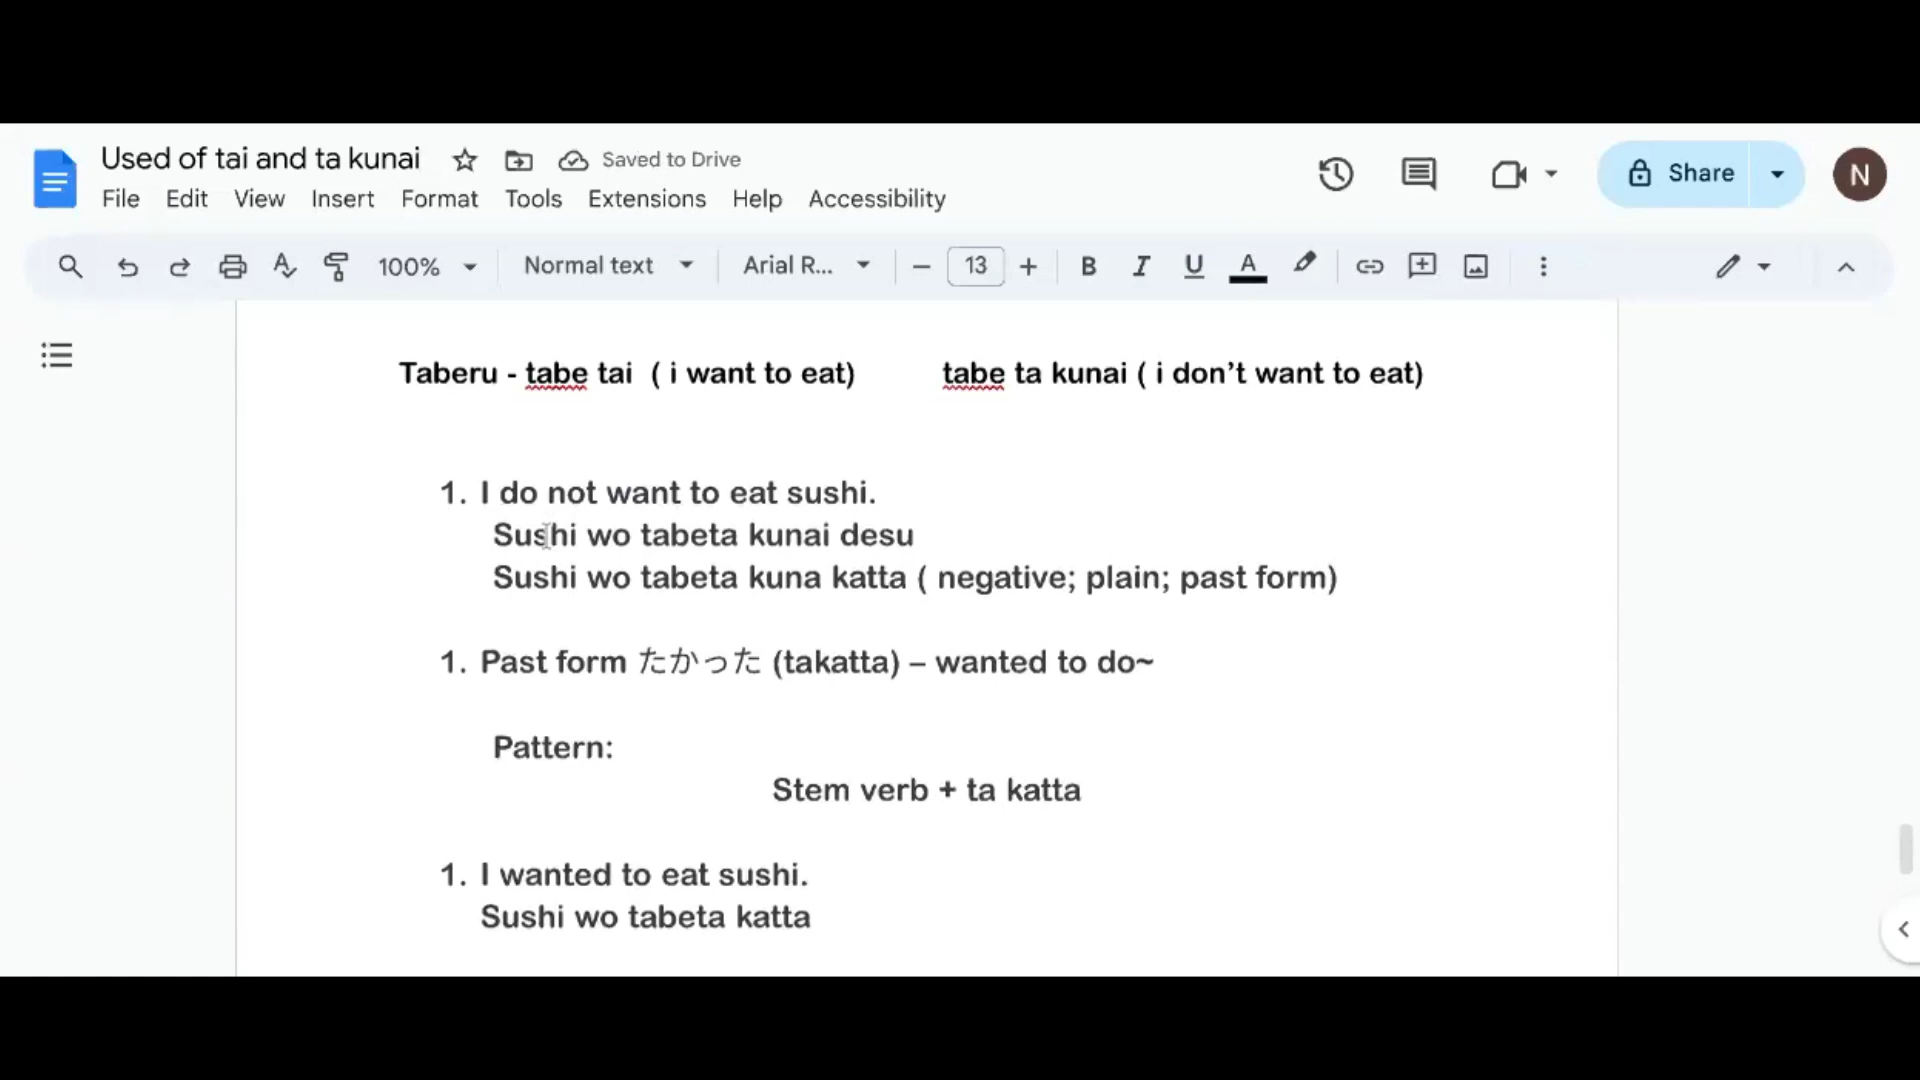 Used of tai and ta kunai
Saved to Drive
File Edit View Insert Format Tools Extensions Help Accessibility
Share
N
100% Normal text Arial R... 13 B I U A
Taberu - tabe tai ( i want to eat) tabe ta kunai ( i don’t want to eat)
1. I do not want to eat sushi.
Sushi wo tabeta kunai desu
Sushi wo tabeta kuna katta ( negative; plain; past form)
1. Past form たかった (takatta) – wanted to do~
Pattern:
Stem verb + ta katta
1. I wanted to eat sushi.
Sushi wo tabeta katta